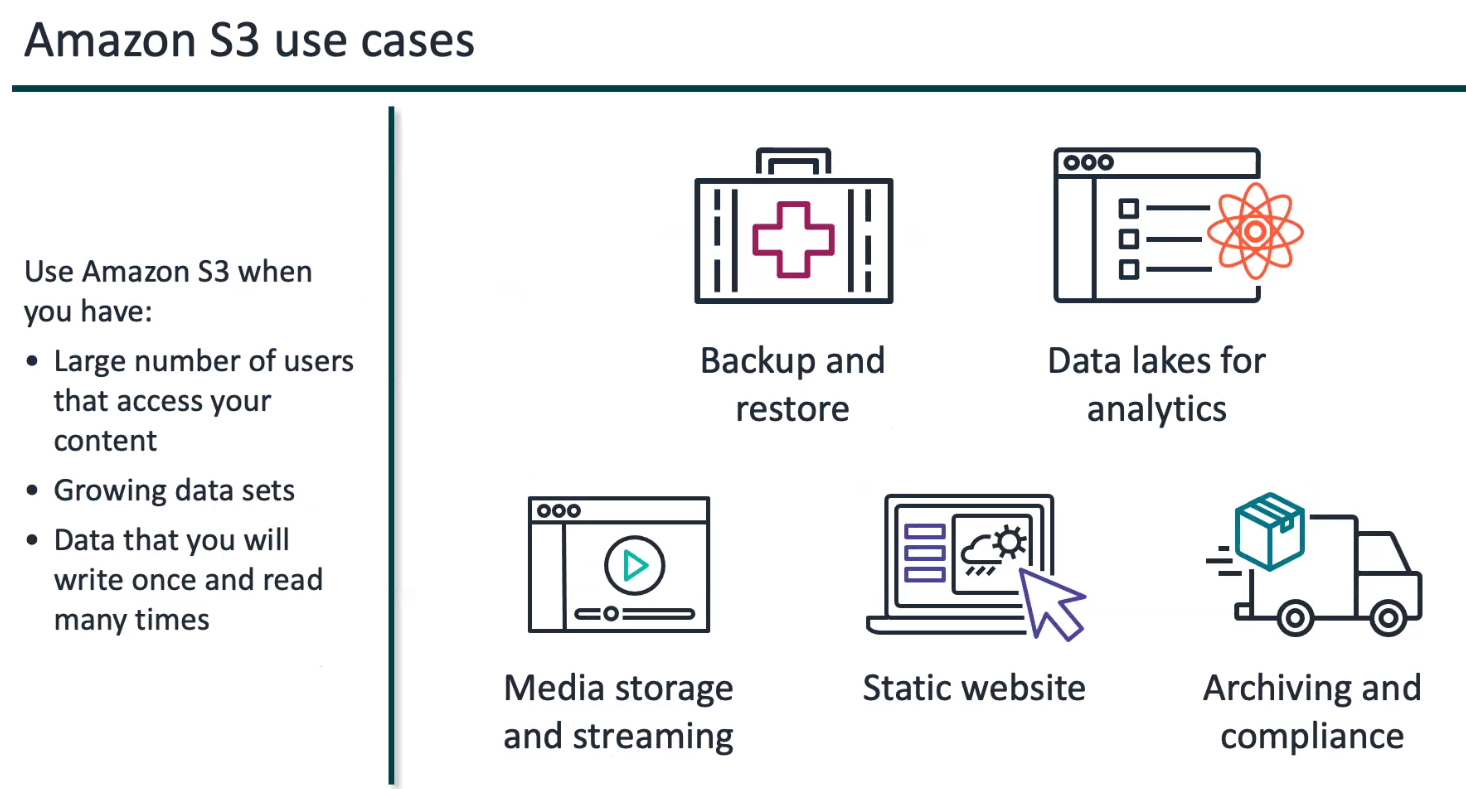 Amazon S3 use cases
Use Amazon S3 when
you have:
• Large number of users
that access your
content
• Growing data sets
• Data that you will
write once and read
many times
Backup and
restore
Data lakes for
analytics
Media storage
and streaming
Static website
Archiving and
compliance